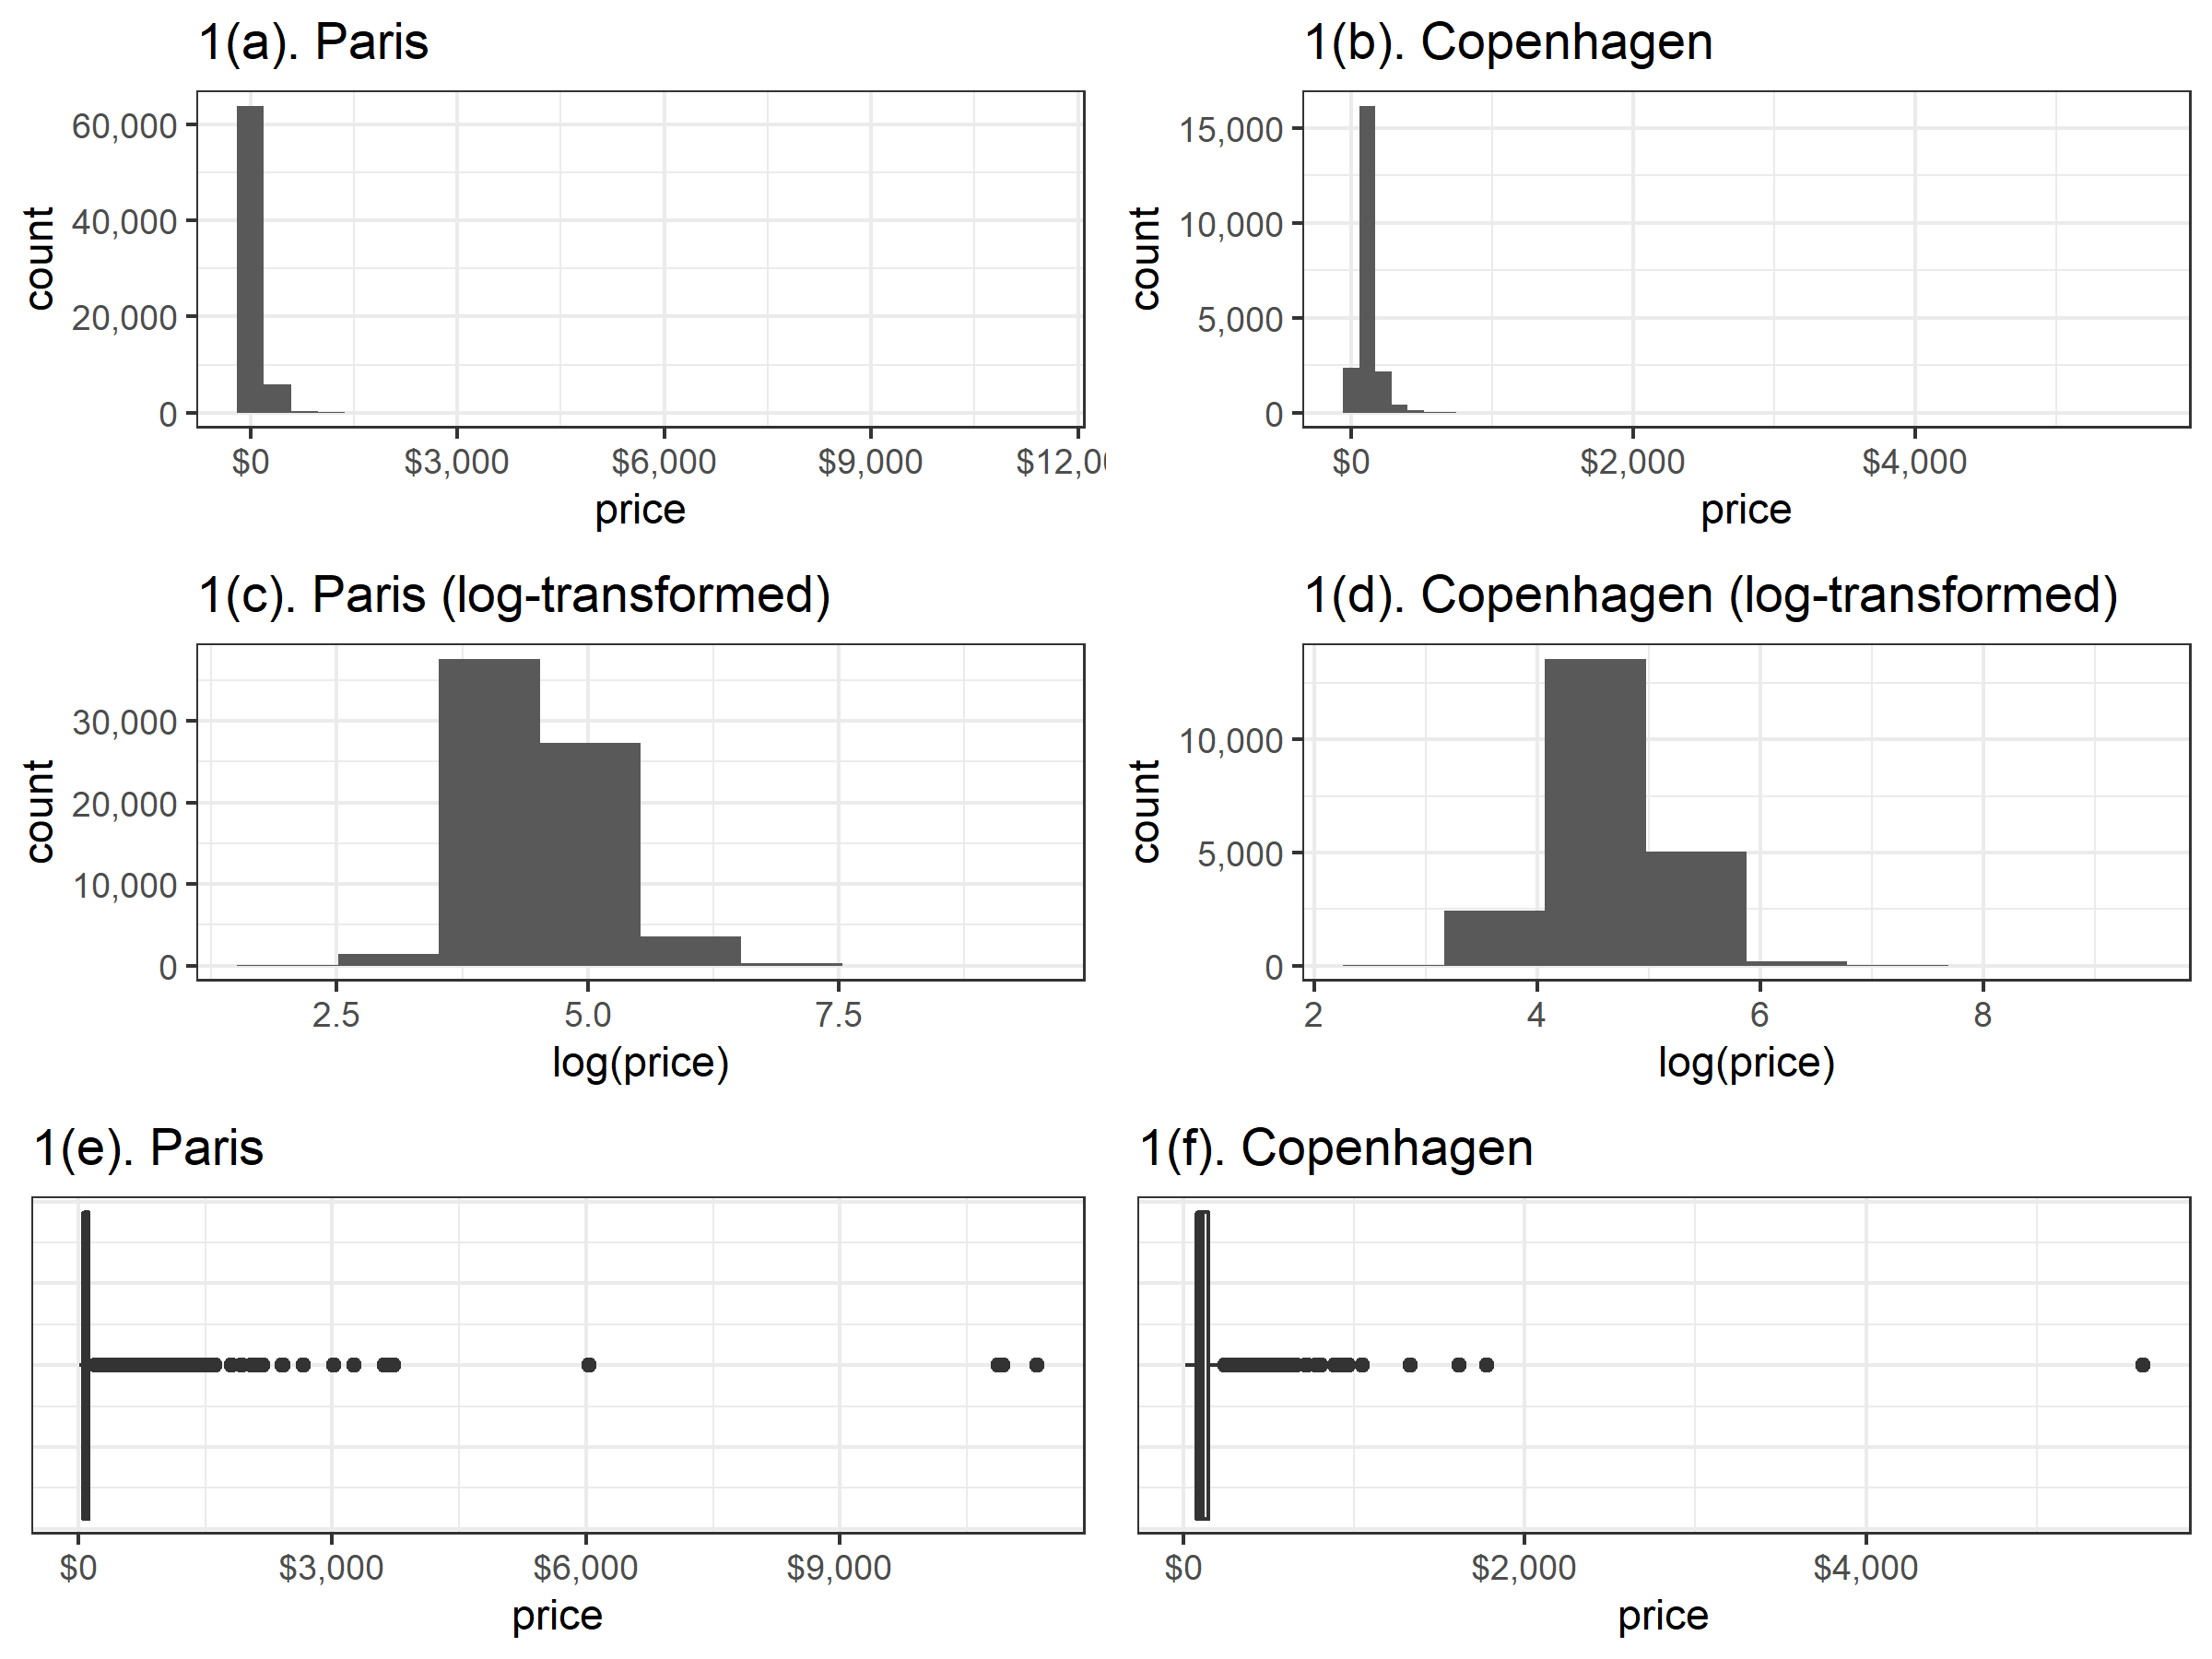 1(a). Paris
1(b). Copenhagen
60,000
40,000
20,000
0
count
$0 $3,000 $6,000 $9,000 $12,0
price
15,000
10,000
5,000
0
count
$0 $2,000 $4,000
price
1(c). Paris (log-transformed)
1(d). Copenhagen (log-transformed)
30,000
20,000
10,000
0
count
2.5 5.0 7.5
log(price)
10,000
5,000
0
count
2 4 6 8
log(price)
1(e). Paris
1(f). Copenhagen
$0 $3,000 $6,000 $9,000
price
$0 $2,000 $4,000
price